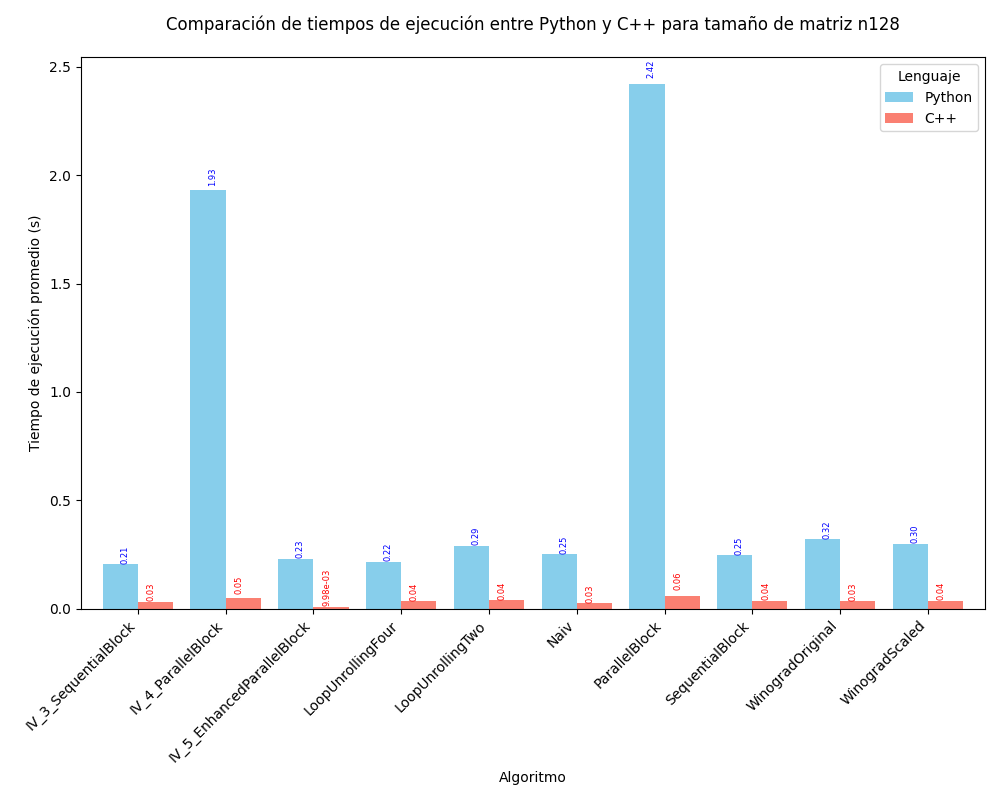 Comparación de tiempos de ejecución entre Python y C++ para tamaño de matriz n128
Lenguaje
Python
C++
Tiempo de ejecución promedio (s)
2.5
2.0
1.5
1.0
0.5
0.0
0.21
0.03
1.93
0.05
0.23
9.98e-03
0.22
0.04
0.29
0.04
0.25
0.03
2.42
0.06
0.25
0.04
0.32
0.03
0.30
0.04
IV_3_SequentialBlock
IV_4_ParallelBlock
IV_5_EnhancedParallelBlock
LoopUnrollingFour
LoopUnrollingTwo
Naiv
ParallelBlock
SequentialBlock
WinogradOriginal
WinogradScaled
Algoritmo